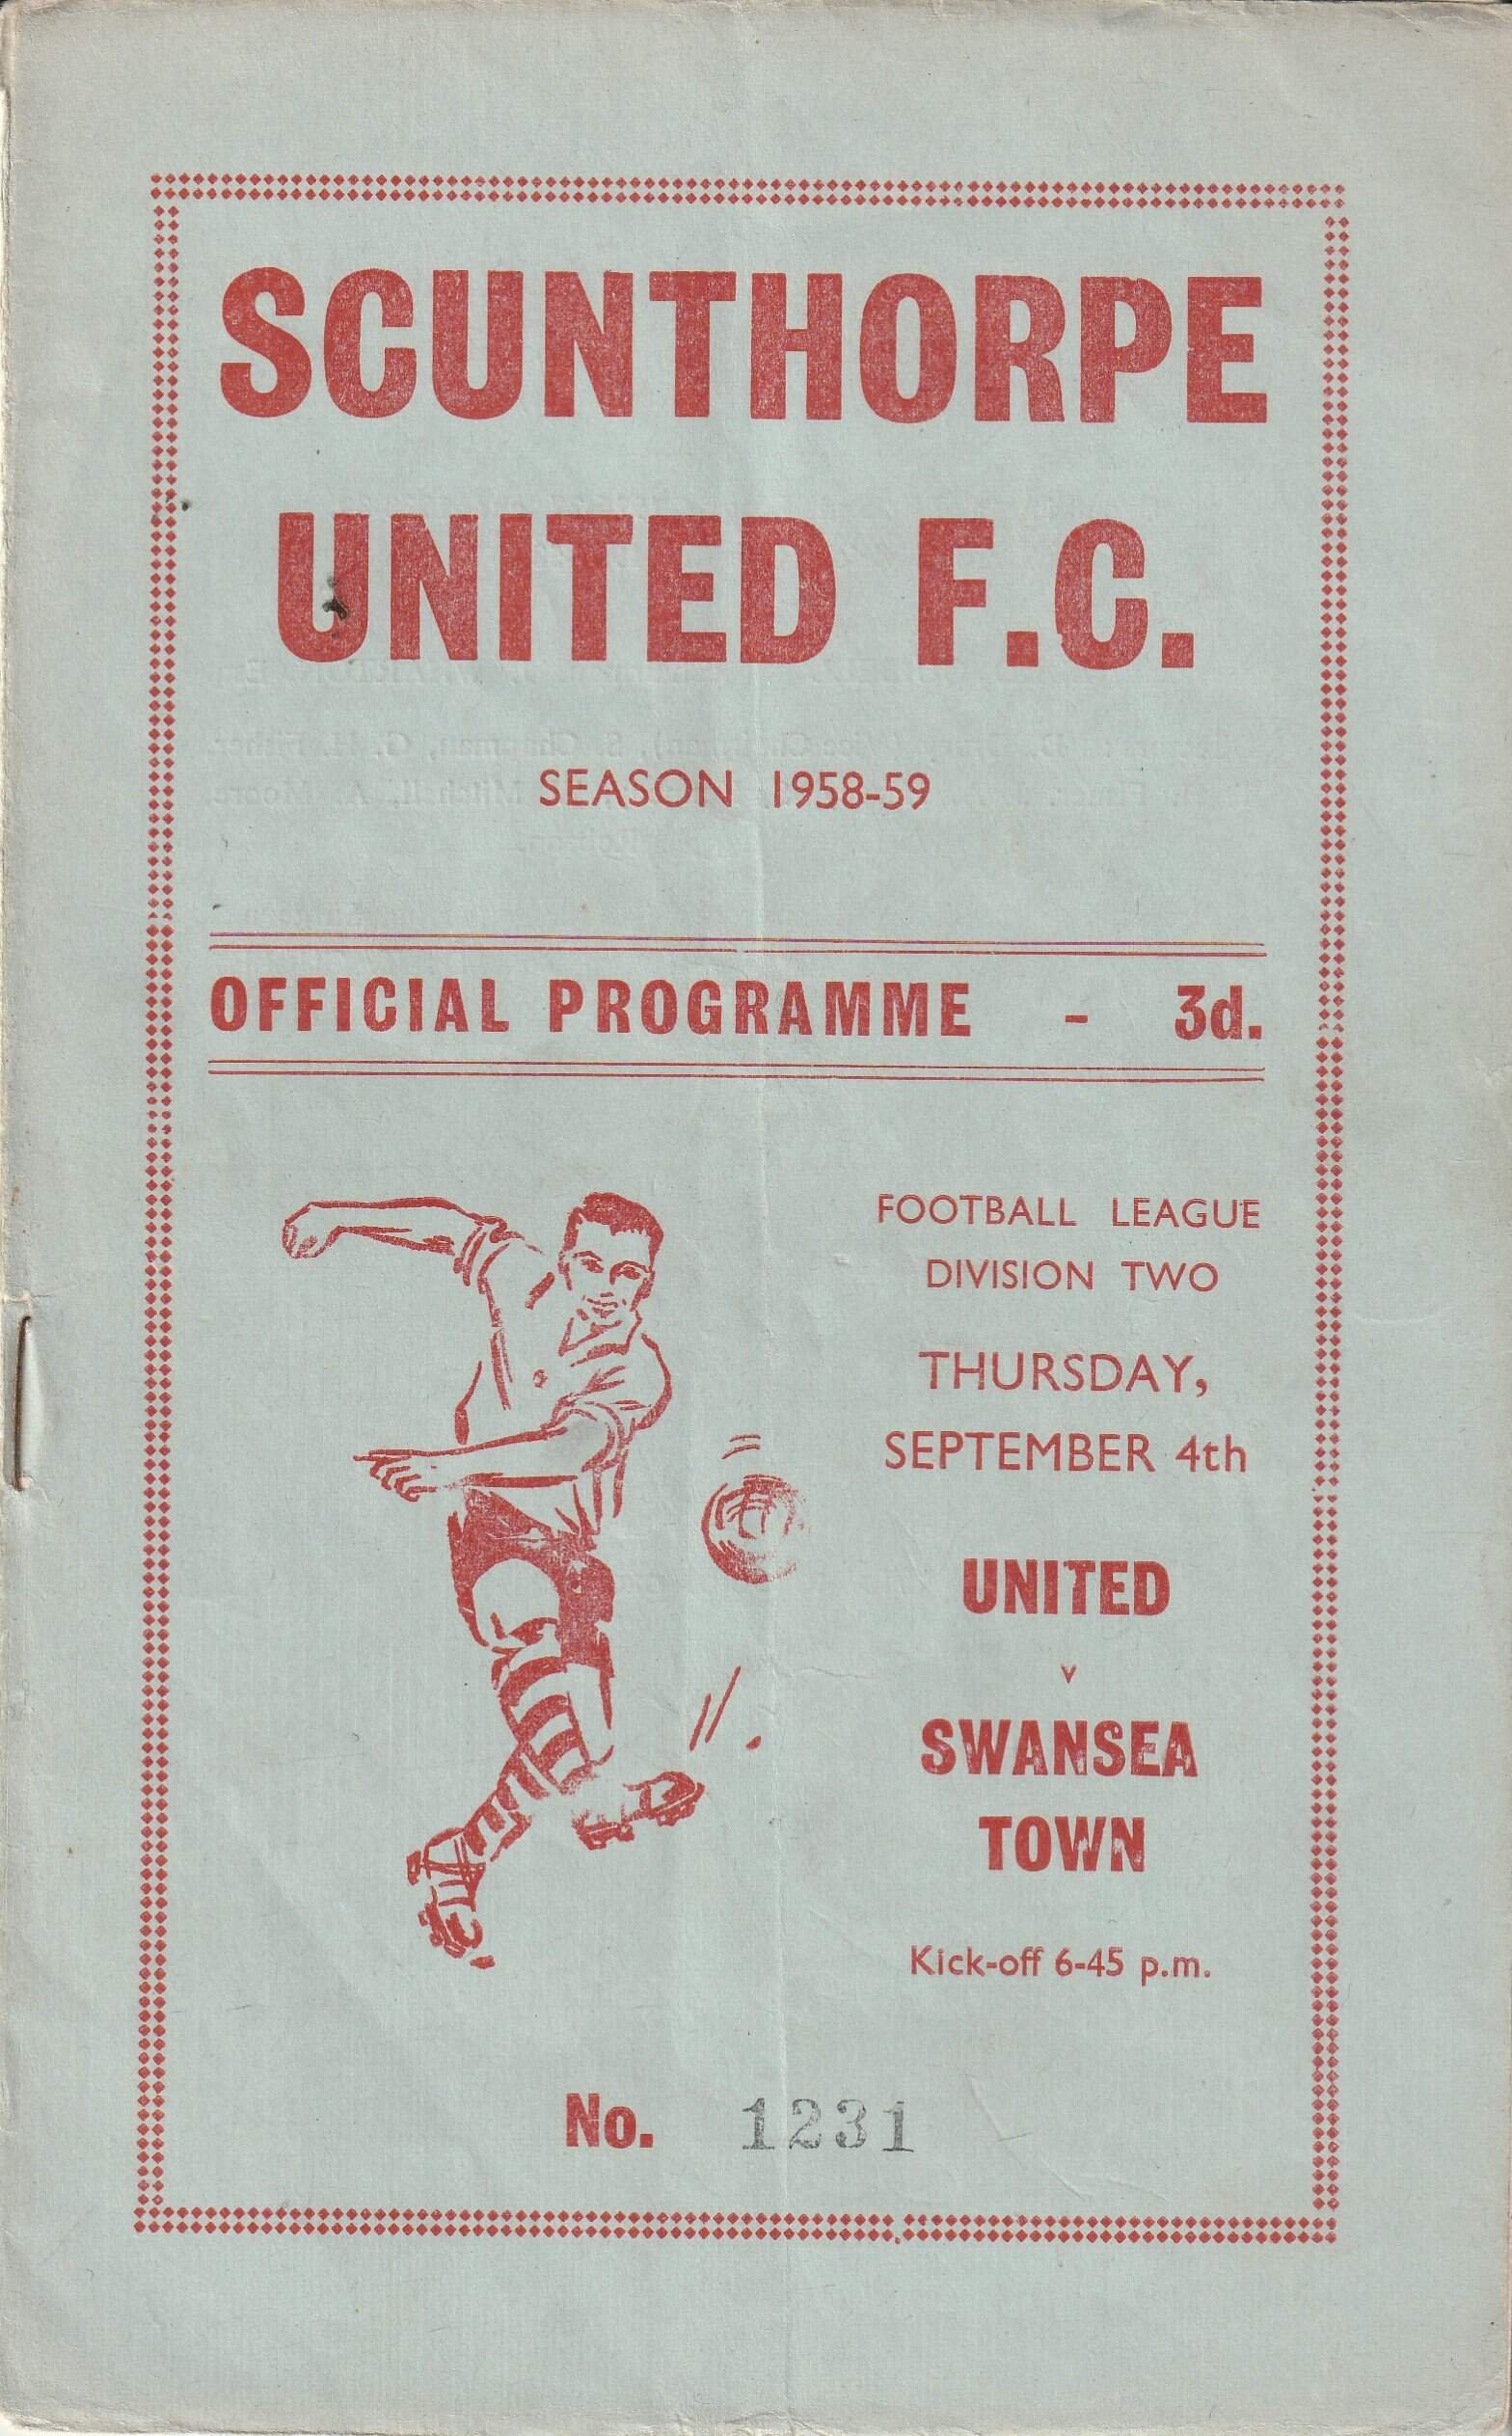 SCUNTHORPE
UNITED F.C.
SEASON 1958-59
OFFICIAL PROGRAMME - 3d.
FOOTBALL LEAGUE
DIVISION TWO
THURSDAY,
SEPTEMBER 4th
UNITED
v
SWANSEA
TOWN
Kick-off 6-45 p.m.
No. 1231